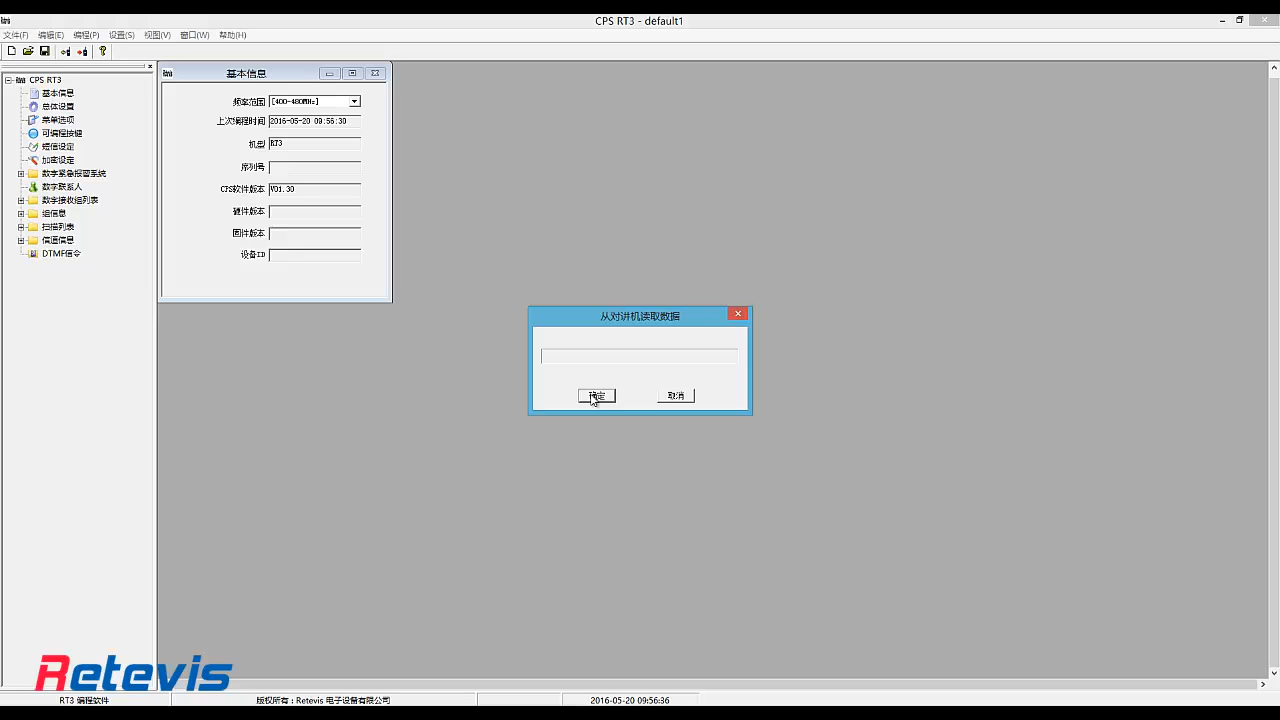 CPS RT3 - default1
文件(F) 编辑(E) 编程(P) 设置(S) 视图(V) 窗口(W) 帮助(H)
CPS RT3
基本信息
总体设置
菜单选项
可编程按键
短信设定
加密设定
数字紧急报警系统
数字联系人
数字接收组列表
组信息
扫描列表
信道信息
DTMF信令
基本信息
频率范围 [400-480MHz]
上次编程时间 2016-05-20 09:56:30
机型 RT3
序列号
CPS软件版本 V01.30
硬件版本
固件版本
设备ID
从对讲机读取数据
确定 取消
Retevis
RT3 编程软件 版权所有：Retevis 电子设备有限公司 2016-05-20 09:56:36